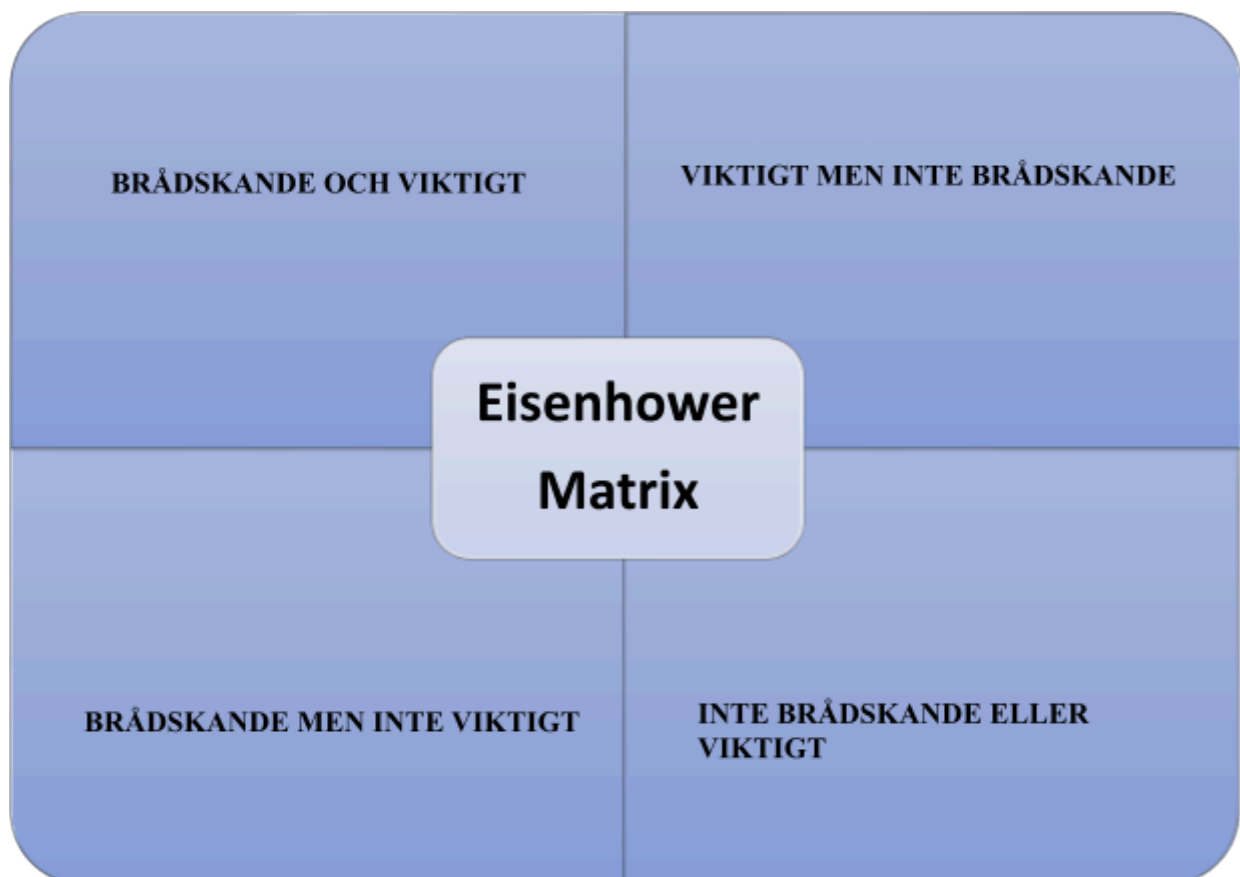 BRÅDSKANDE OCH VIKTIGT
VIKTIGT MEN INTE BRÅDSKANDE
Eisenhower
Matrix
BRÅDSKANDE MEN INTE VIKTIGT
INTE BRÅDSKANDE ELLER
VIKTIGT